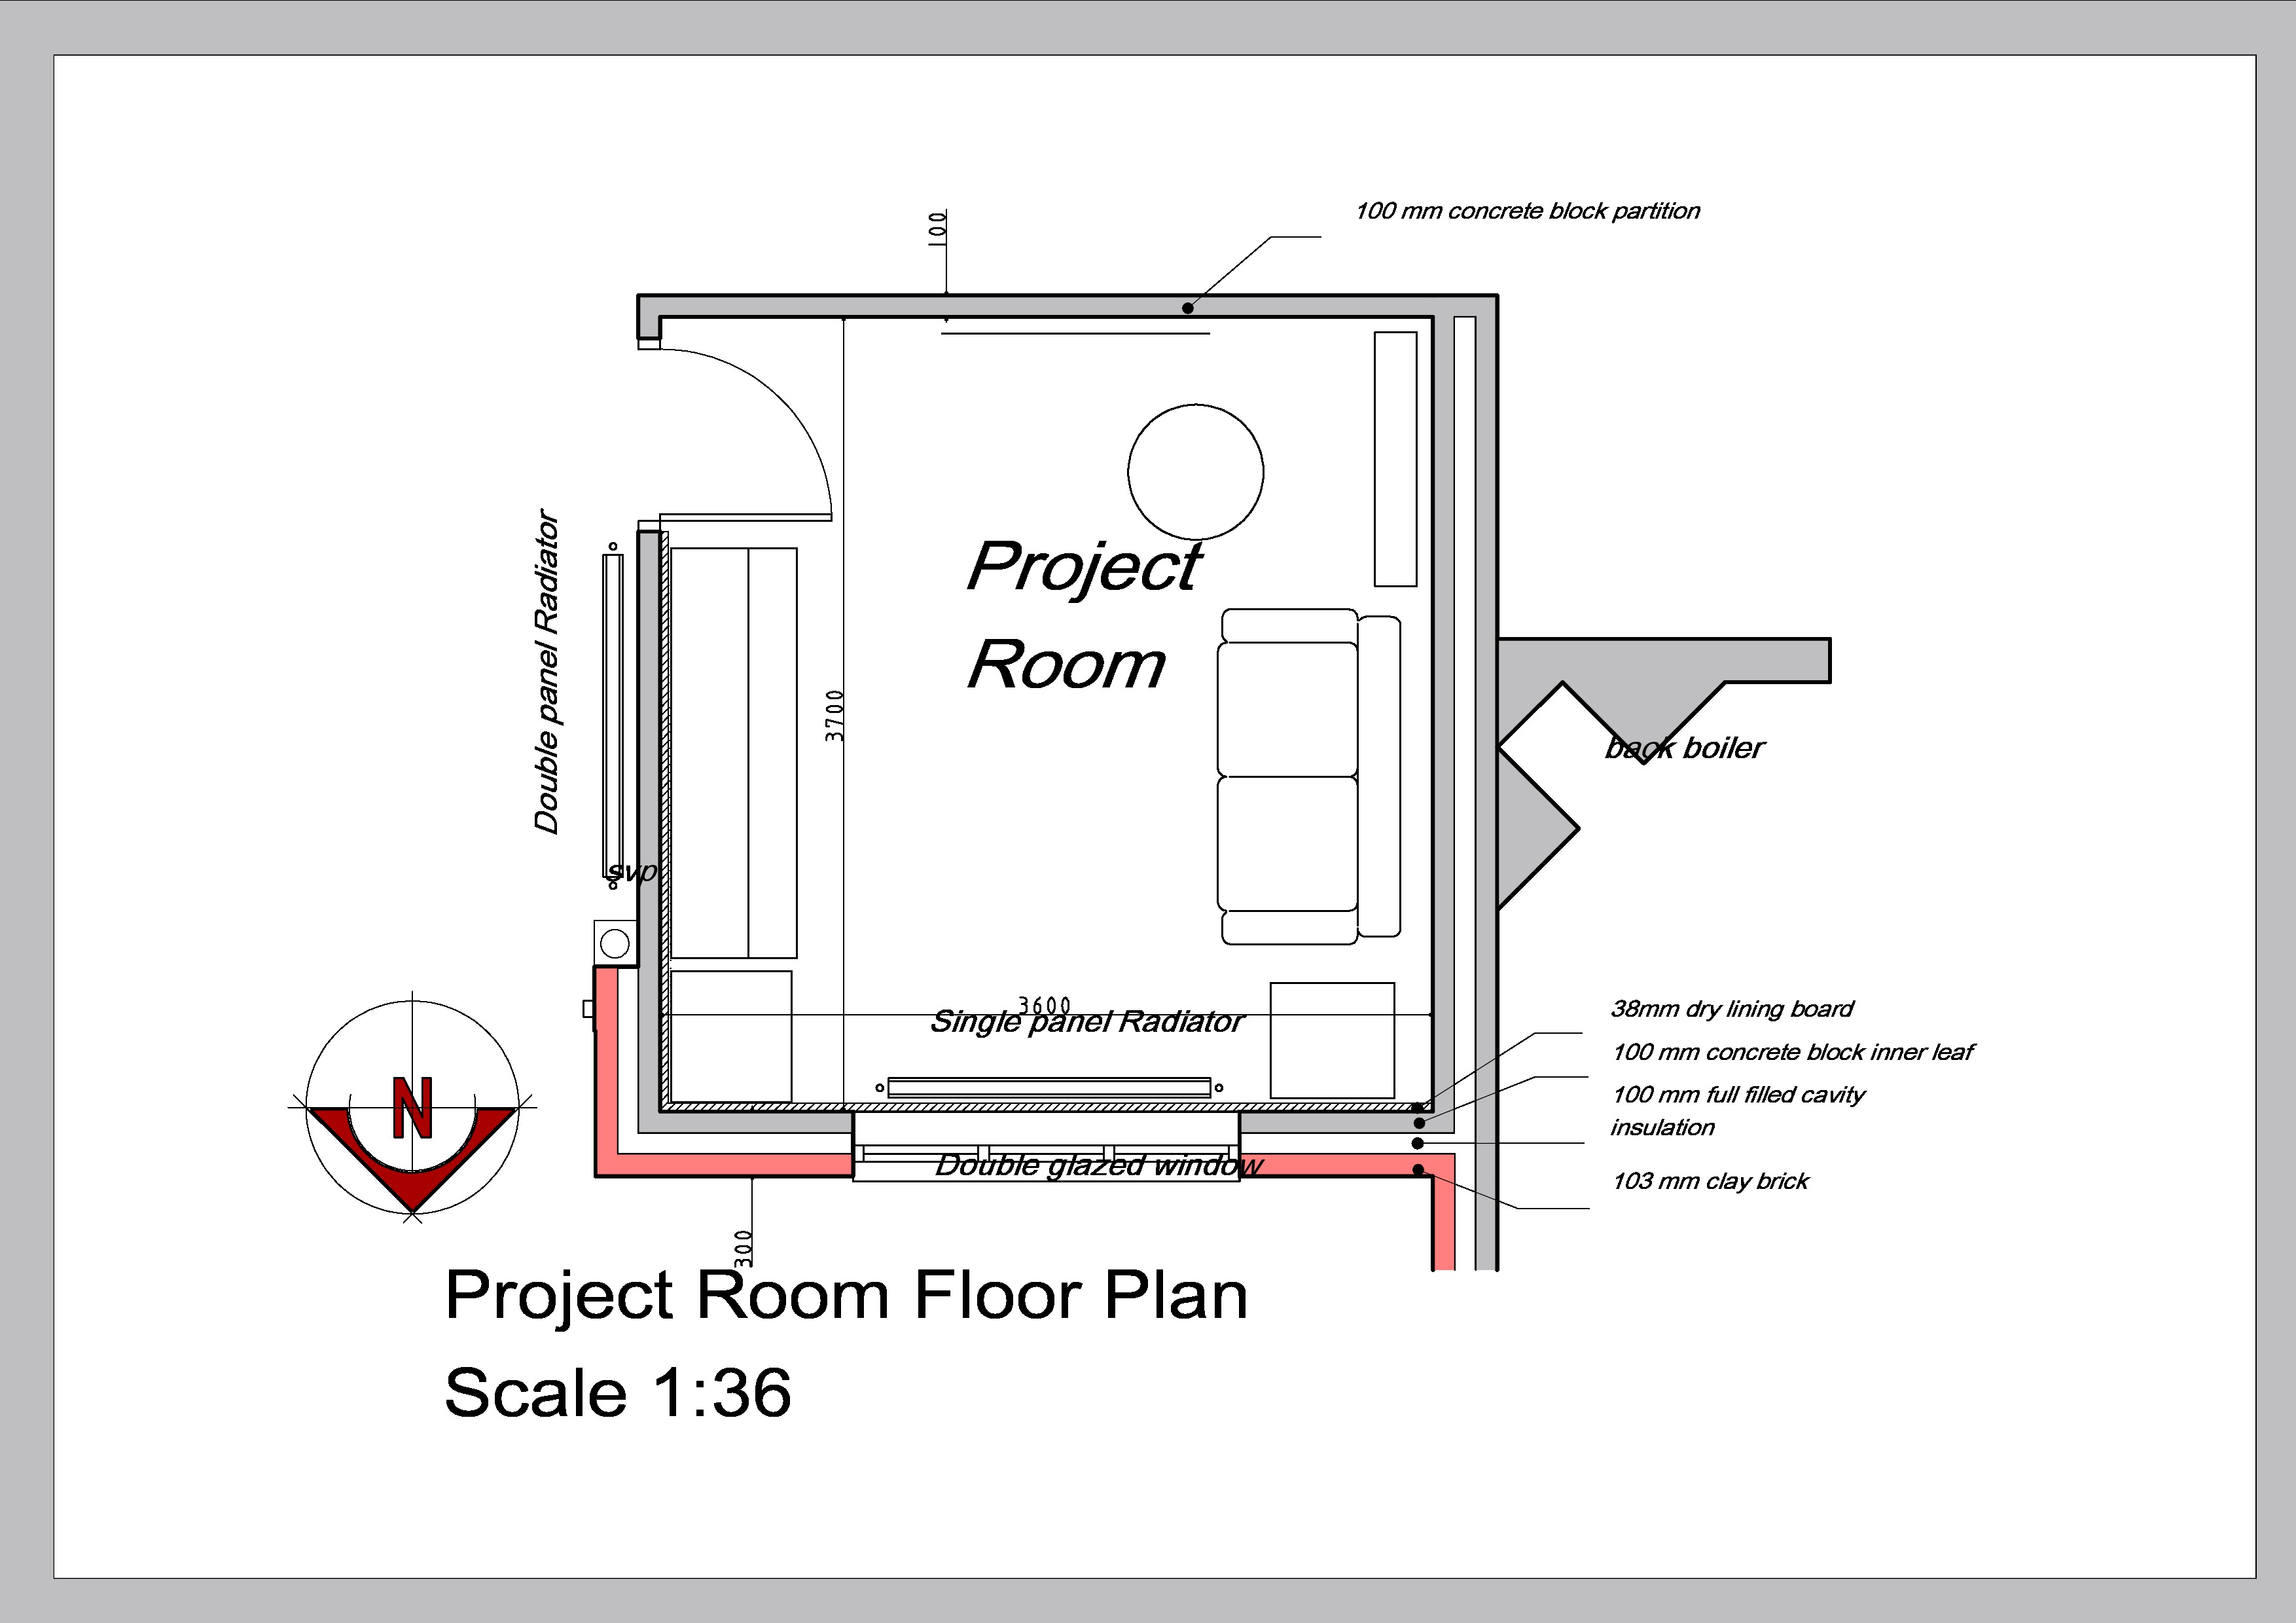 100 mm concrete block partition
100
Project
Room
Double panel Radiator
3700
back boiler
svp
3600
Single panel Radiator
38mm dry lining board
100 mm concrete block inner leaf
100 mm full filled cavity
insulation
N
Double glazed window
103 mm clay brick
300
Project Room Floor Plan
Scale 1:36